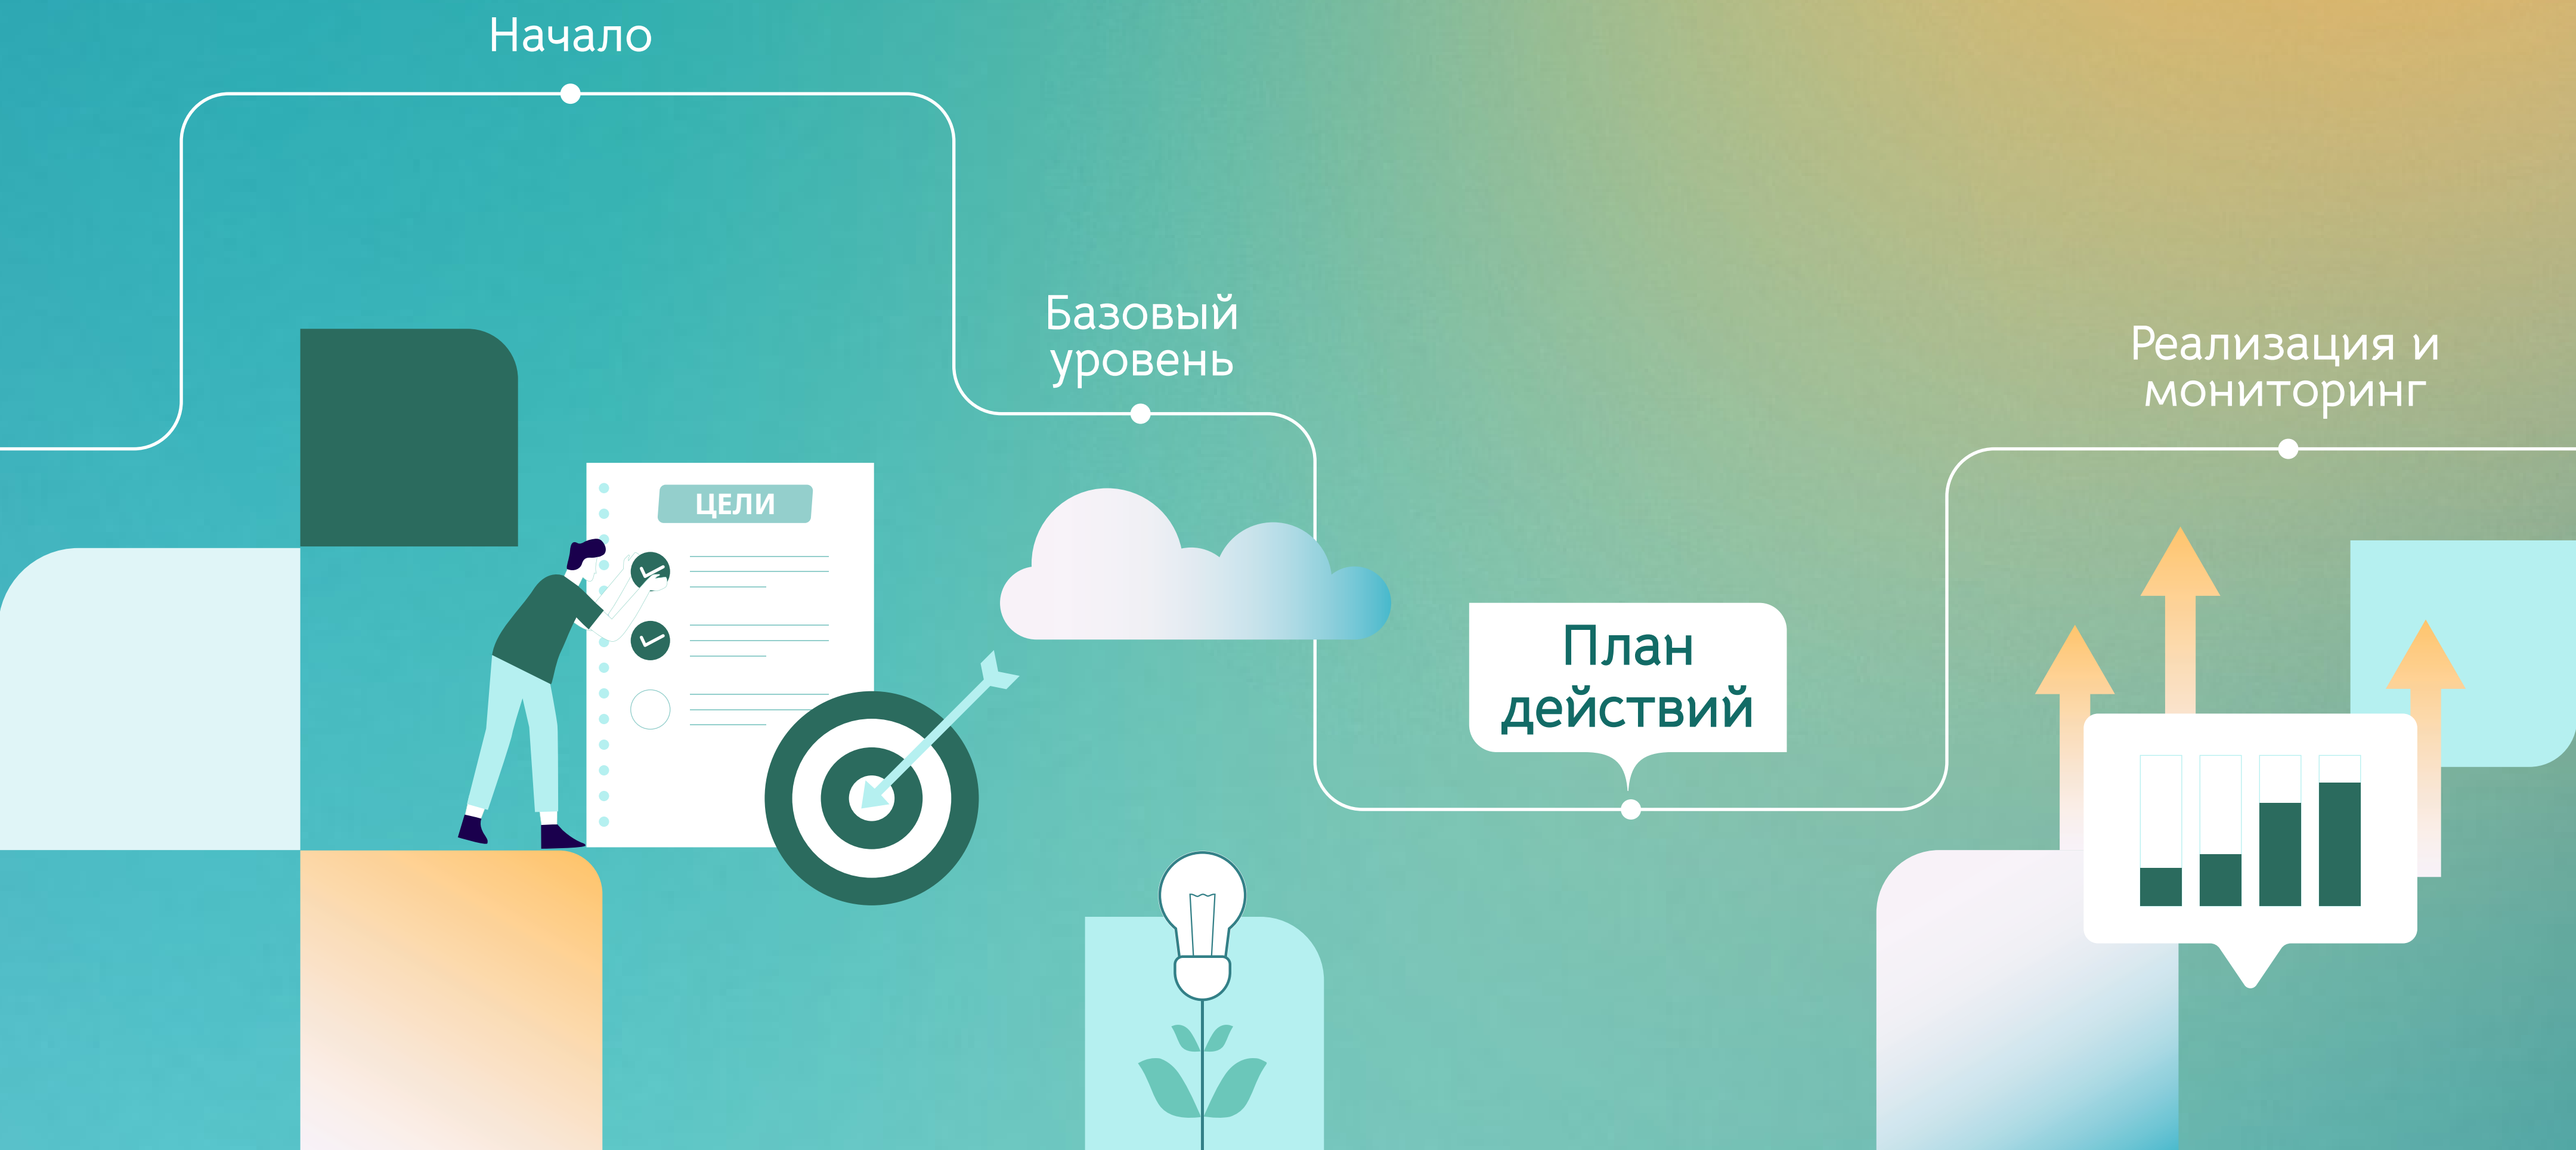 Начало
Базовый
уровень
Реализация и
мониторинг
ЦЕЛИ
План
действий